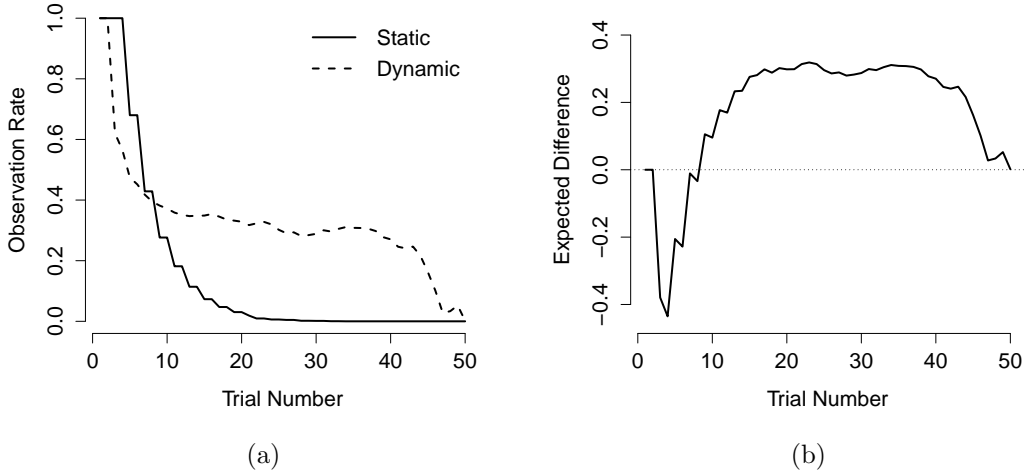 Observation Rate
1.0
0.8
0.6
0.4
0.2
0.0
Static
Dynamic
0 10 20 30 40 50
Trial Number
(a)
Expected Difference
0.4
0.2
0.0
−0.2
−0.4
0 10 20 30 40 50
Trial Number
(b)